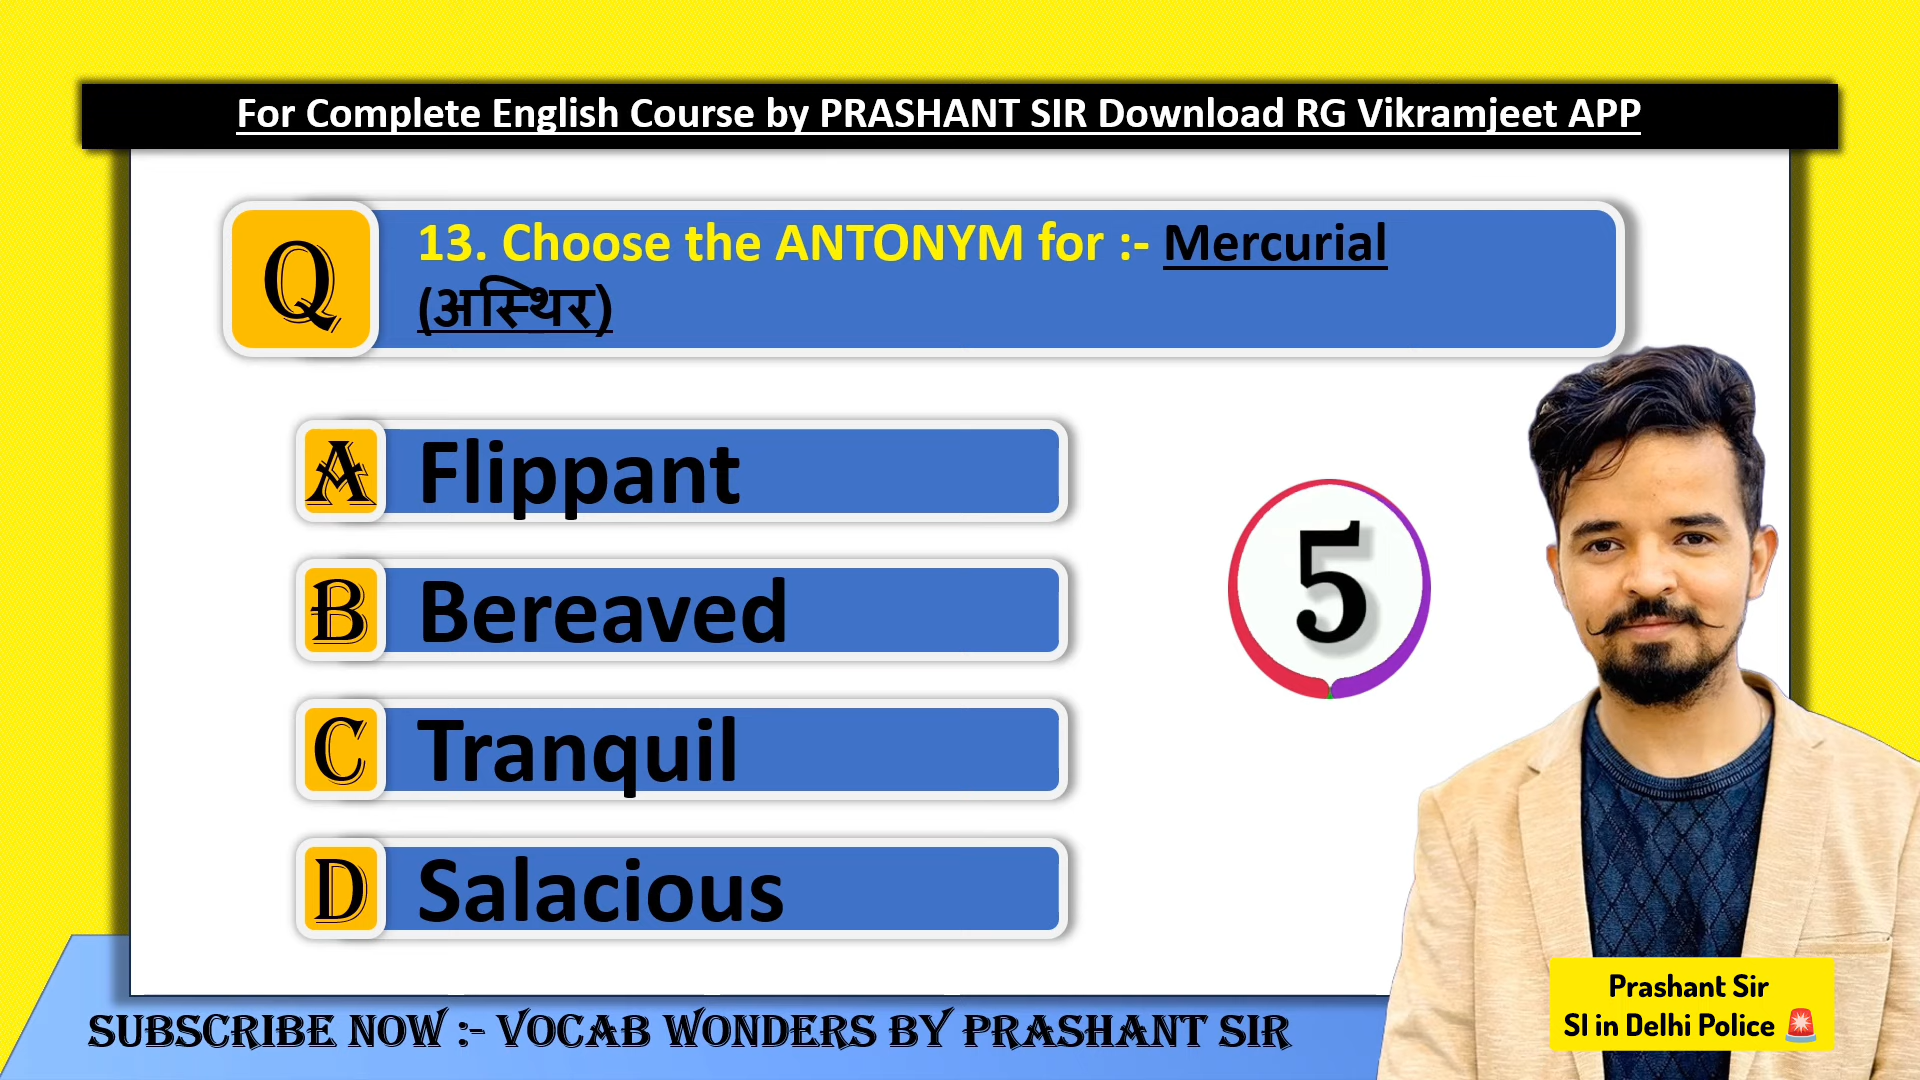 For Complete English Course by PRASHANT SIR Download RG Vikramjeet APP
Q
13. Choose the ANTONYM for :- Mercurial
(अस्थिर)
A Flippant
B Bereaved
5
C Tranquil
D Salacious
Prashant Sir
SI in Delhi Police 🚨
SUBSCRIBE NOW :- VOCAB WONDERS BY PRASHANT SIR